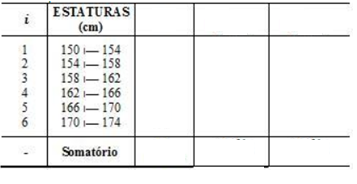 i ESTATURAS
(cm)
1 150 ⊢ 154
2 154 ⊢ 158
3 158 ⊢ 162
4 162 ⊢ 166
5 166 ⊢ 170
6 170 ⊢ 174
- Somatório